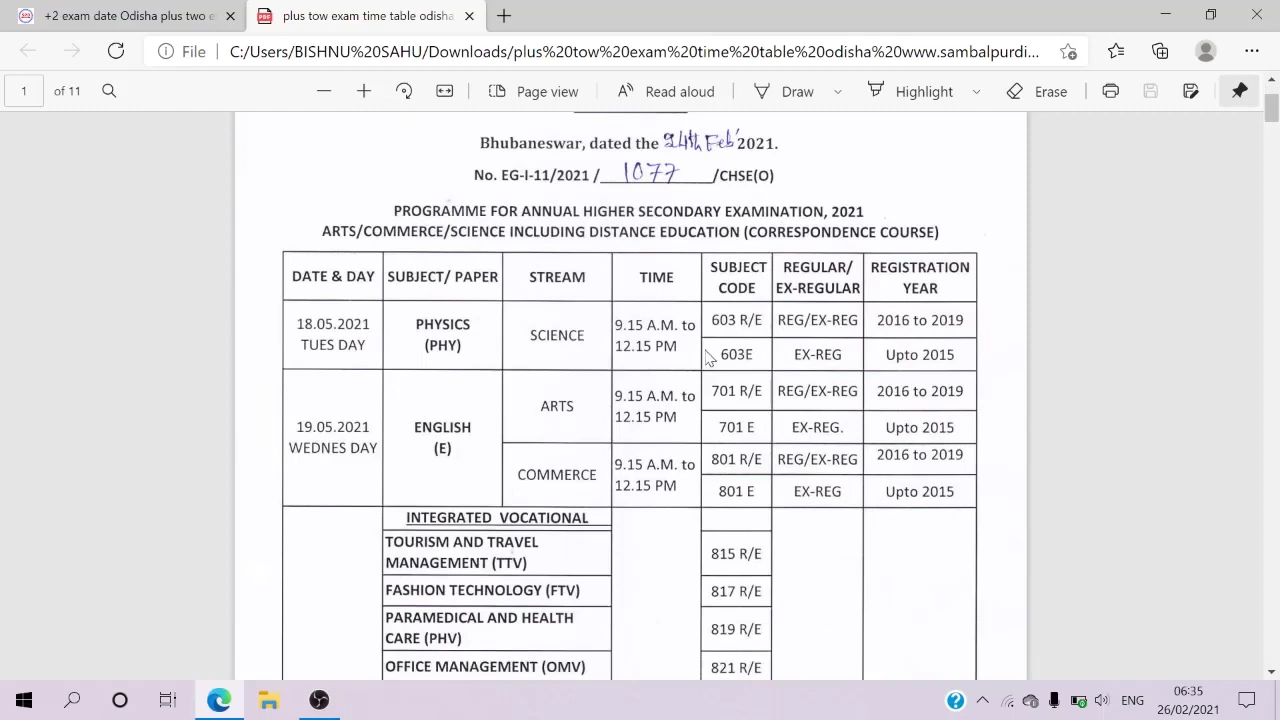 +2 exam date Odisha plus two e
plus tow exam time table odisha
File
C:/Users/BISHNU%20SAHU/Downloads/plus%20tow%20exam%20time%20table%20odisha%20www.sambalpurdi...
1 of 11
Page view
Read aloud
Draw
Highlight
Erase
Bhubaneswar, dated the 24th Feb' 2021.
No. EG-I-11/2021 / 1077 /CHSE(O)
PROGRAMME FOR ANNUAL HIGHER SECONDARY EXAMINATION, 2021
ARTS/COMMERCE/SCIENCE INCLUDING DISTANCE EDUCATION (CORRESPONDENCE COURSE)
DATE & DAY SUBJECT/ PAPER STREAM TIME SUBJECT CODE REGULAR/ EX-REGULAR REGISTRATION YEAR
18.05.2021 TUES DAY PHYSICS (PHY) SCIENCE 9.15 A.M. to 12.15 PM 603 R/E REG/EX-REG 2016 to 2019
603E EX-REG Upto 2015
19.05.2021 WEDNES DAY ENGLISH (E) ARTS 9.15 A.M. to 12.15 PM 701 R/E REG/EX-REG 2016 to 2019
701 E EX-REG. Upto 2015
COMMERCE 9.15 A.M. to 12.15 PM 801 R/E REG/EX-REG 2016 to 2019
801 E EX-REG Upto 2015
INTEGRATED VOCATIONAL
TOURISM AND TRAVEL MANAGEMENT (TTV) 815 R/E
FASHION TECHNOLOGY (FTV) 817 R/E
PARAMEDICAL AND HEALTH CARE (PHV) 819 R/E
OFFICE MANAGEMENT (OMV) 821 R/E
ENG
06:35
26/02/2021